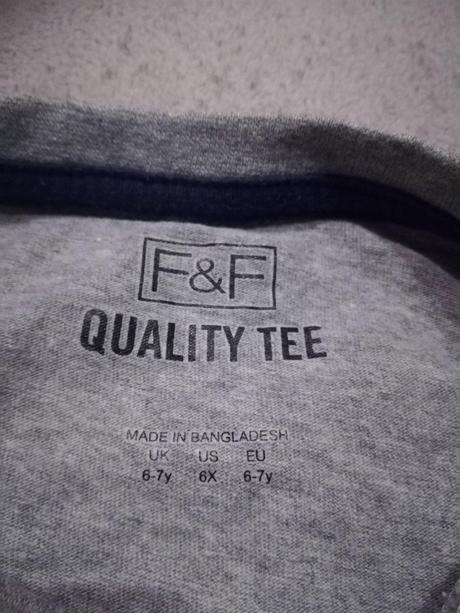 F&F
QUALITY TEE
MADE IN BANGLADESH
UK US EU
6-7y 6X 6-7y